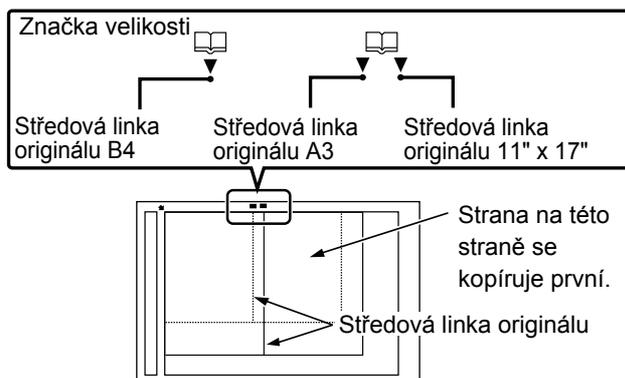 Značka velikosti
Středová linka
originálu B4
Středová linka
originálu A3
Středová linka
originálu 11" x 17"
Strana na této
straně se
kopíruje první.
Středová linka originálu